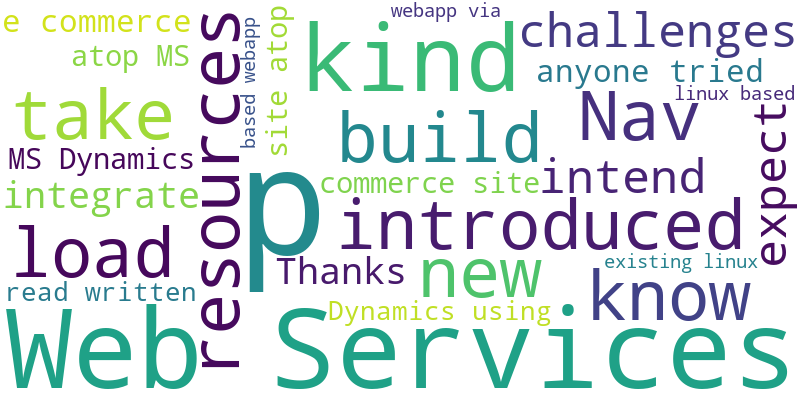 e commerce
atop MS
take
MS Dynamics
integrate
load
read written
Web Services
resources
based webapp
site atop
p
kind
webapp via
challenges
anyone tried
linux based
build
Nav
expect
commerce site
intend
introduced
Thanks
new
existing linux
know
Dynamics using